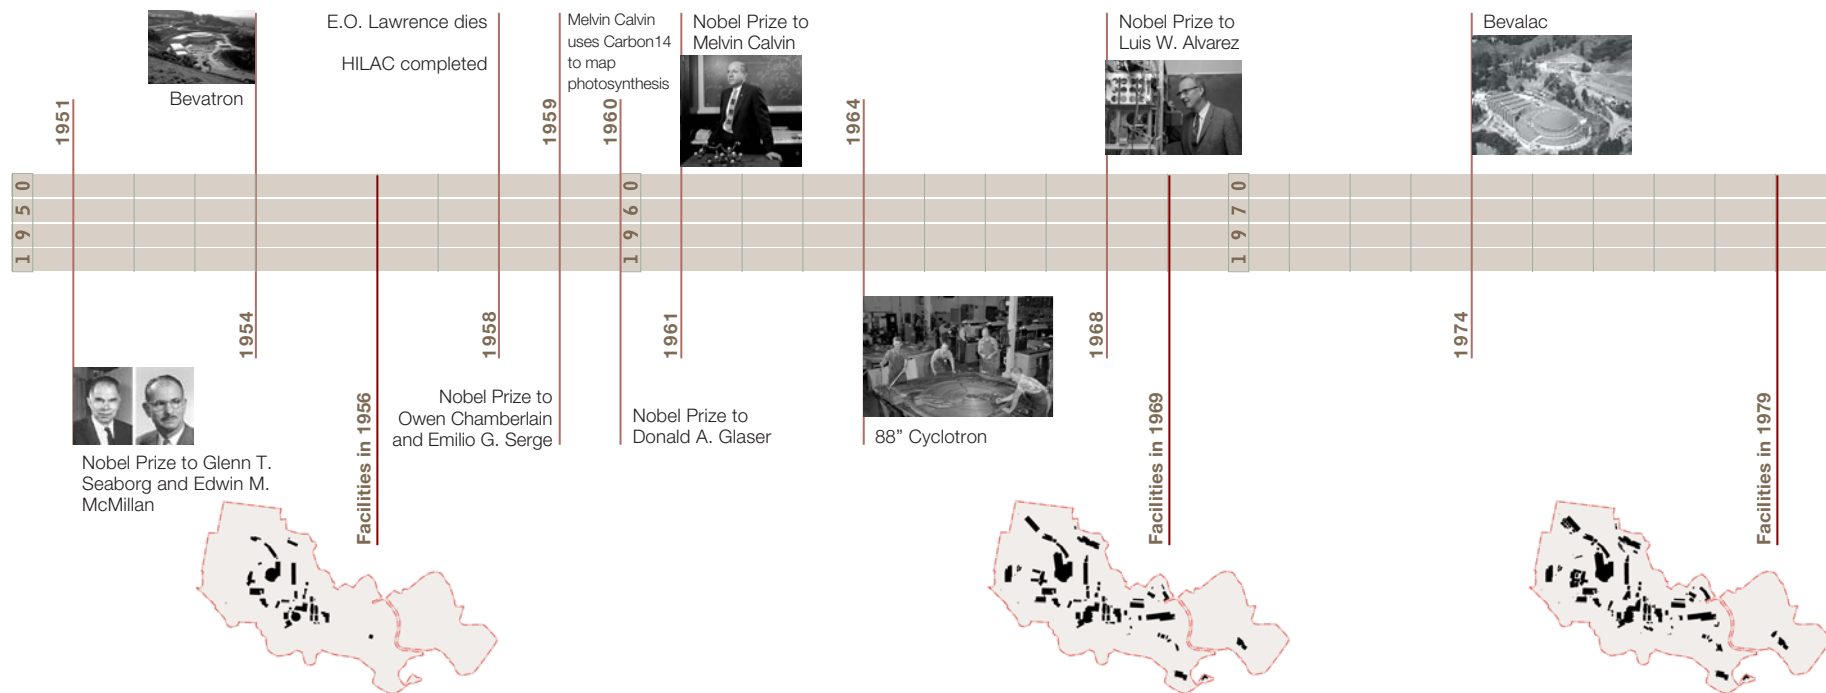 E.O. Lawrence dies
HILAC completed
Melvin Calvin
uses Carbon14
to map
photosynthesis
Nobel Prize to
Melvin Calvin
Nobel Prize to
Luis W. Alvarez
Bevalac
Bevatron
1951
1959
1960
1964
1950
1960
1970
1954
1958
1961
1968
1974
Nobel Prize to Glenn T.
Seaborg and Edwin M.
McMillan
Facilities in 1956
Nobel Prize to
Owen Chamberlain
and Emilio G. Serge
Nobel Prize to
Donald A. Glaser
88” Cyclotron
Facilities in 1969
Facilities in 1979